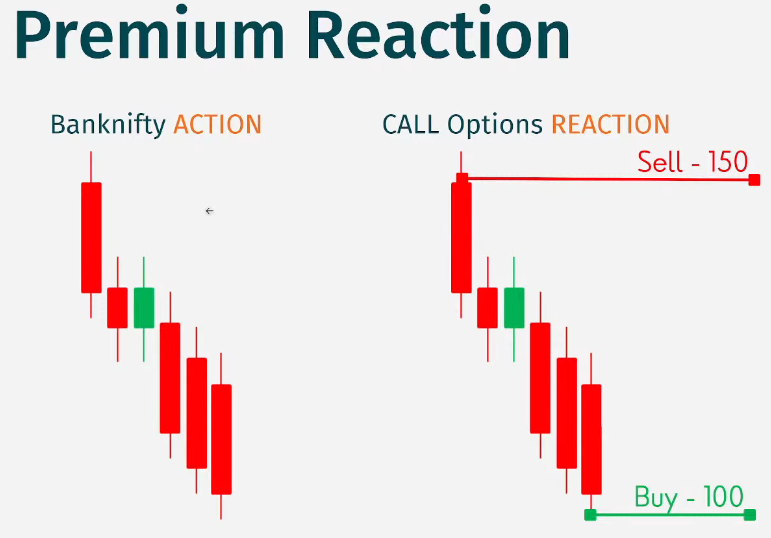 Premium Reaction
Banknifty ACTION
CALL Options REACTION
Sell - 150
Buy - 100